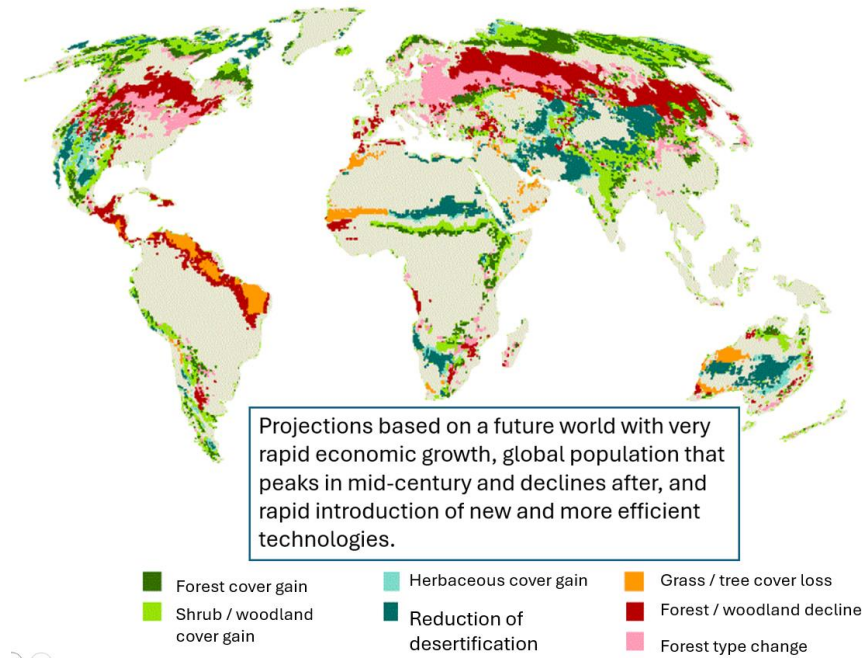 Projections based on a future world with very
rapid economic growth, global population that
peaks in mid-century and declines after, and
rapid introduction of new and more efficient
technologies.
Forest cover gain
Shrub / woodland
cover gain
Herbaceous cover gain
Reduction of
desertification
Grass / tree cover loss
Forest / woodland decline
Forest type change